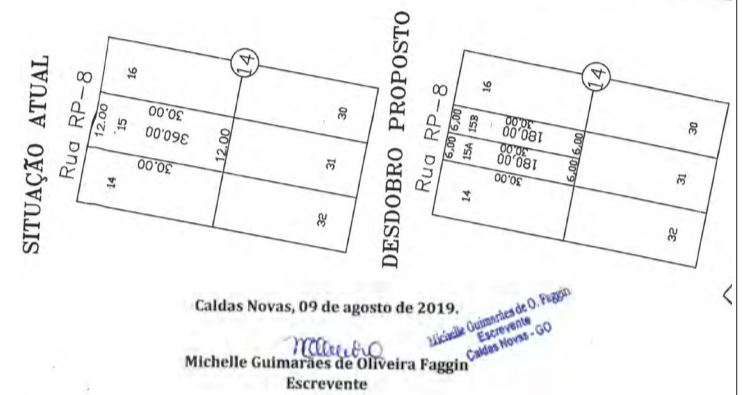 SITUAÇÃO ATUAL
Rua RP-8
14
16
12.00
15
30.00
360.00
30.00
12.00
14
30
31
32
DESDOBRO PROPOSTO
Rua RP-8
14
16
6,00 6,00
15A 15B
30.00
180,00
30.00
180,00
30.00
6,00 6,00
14
30
31
32
Caldas Novas, 09 de agosto de 2019.
Michelle Guimarães de O. Faggin
Escrevente
Caldas Novas - GO
Michelle Guimarães de Oliveira Faggin
Escrevente